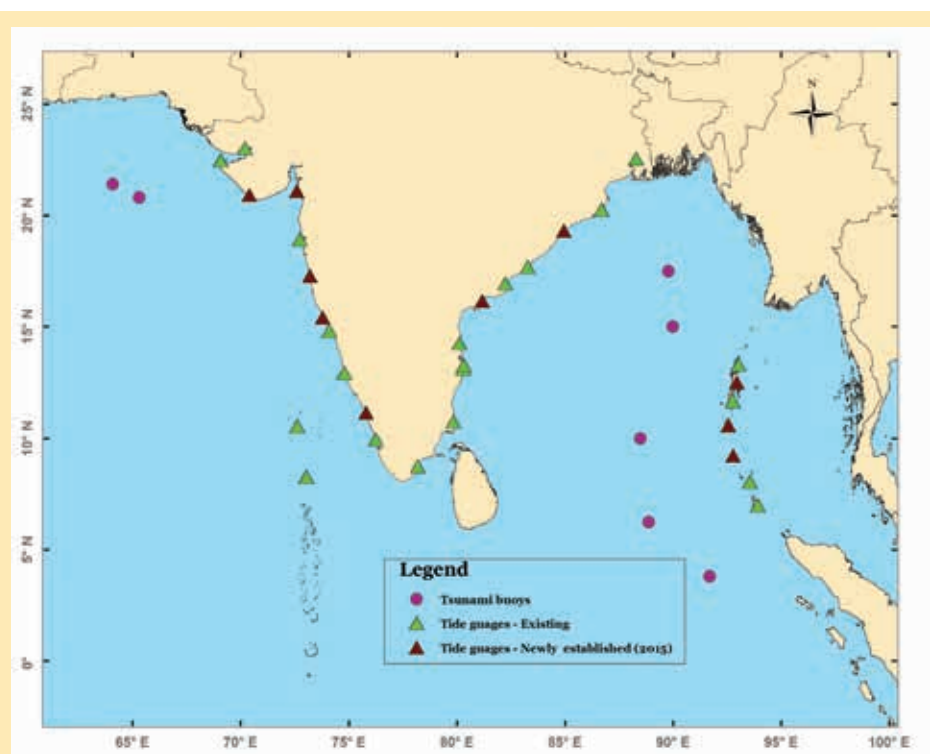 N
25° N
20° N
15° N
10° N
5° N
0°
Legend
Tsunami buoys
Tide guages - Existing
Tide guages - Newly established (2015)
65° E
70° E
75° E
80° E
85° E
90° E
95° E
100° E